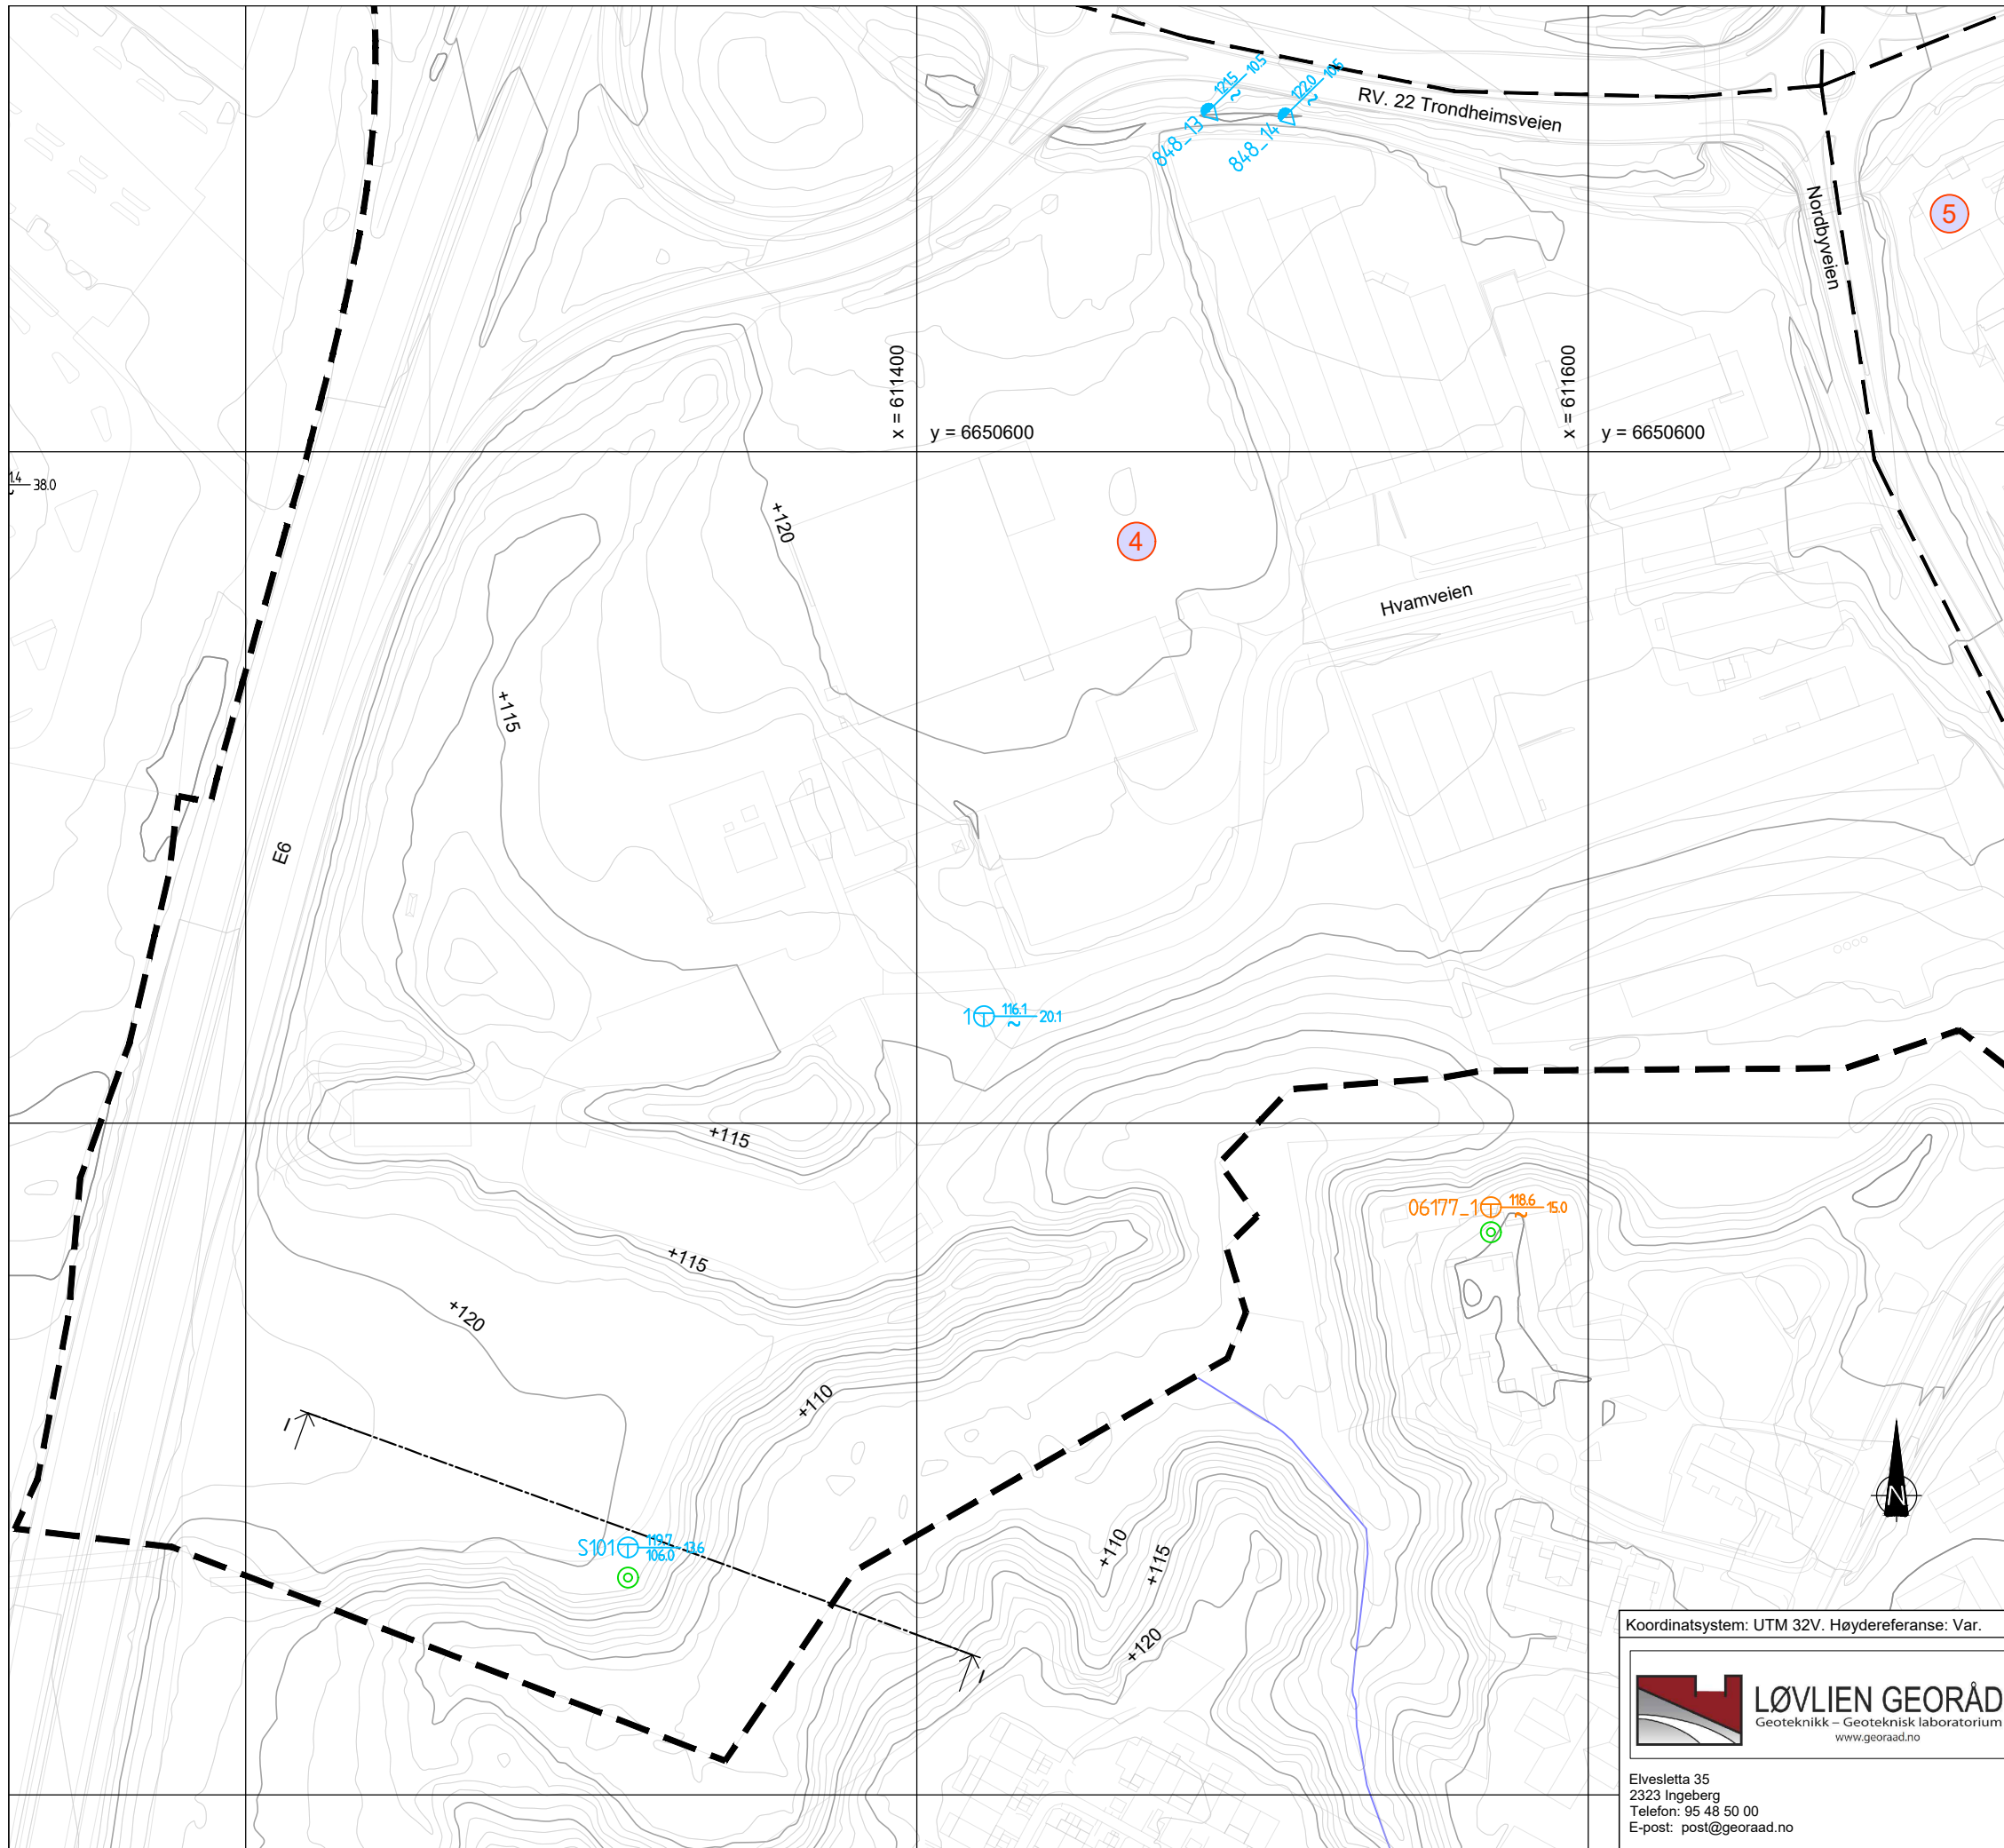 121.5 10.5
~
122.0 10.5
~
848_13
848_14
RV. 22 Trondheimsveien
Nordbyveien
5
x = 611400
y = 6650600
x = 611600
y = 6650600
38.0
+120
4
Hvamveien
+115
E6
1 116.1 20.1
~
+115
06177_1 118.6 15.0
~
+115
+120
+110
I
S101 119.7 13.6
106.0
+110
+115
+120
I
N
Koordinatsystem: UTM 32V. Høydereferanse: Var.
LØVLIEN GEORÅD
Geoteknikk – Geoteknisk laboratorium
www.georaad.no
Elvesletta 35
2323 Ingeberg
Telefon: 95 48 50 00
E-post: post@georaad.no